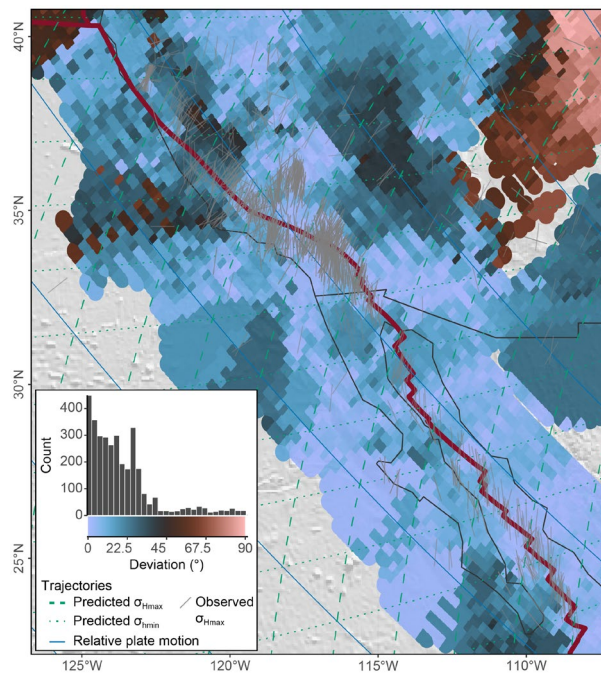 40°N
35°N
30°N
25°N
125°W
120°W
115°W
110°W
400
300
200
100
0
Count
0
22.5
45
67.5
90
Deviation (°)
Trajectories
Predicted σHmax
Observed σHmax
Predicted σhmin
Relative plate motion